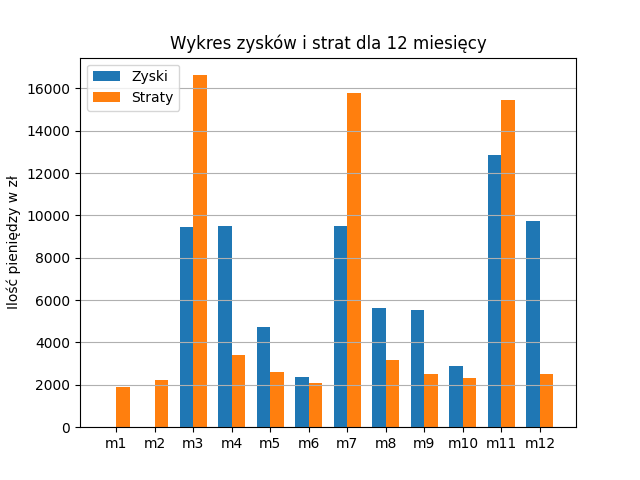 Wykres zysków i strat dla 12 miesięcy
Zyski
Straty
Ilość pieniędzy w zł
16000
14000
12000
10000
8000
6000
4000
2000
0
m1 m2 m3 m4 m5 m6 m7 m8 m9 m10 m11 m12